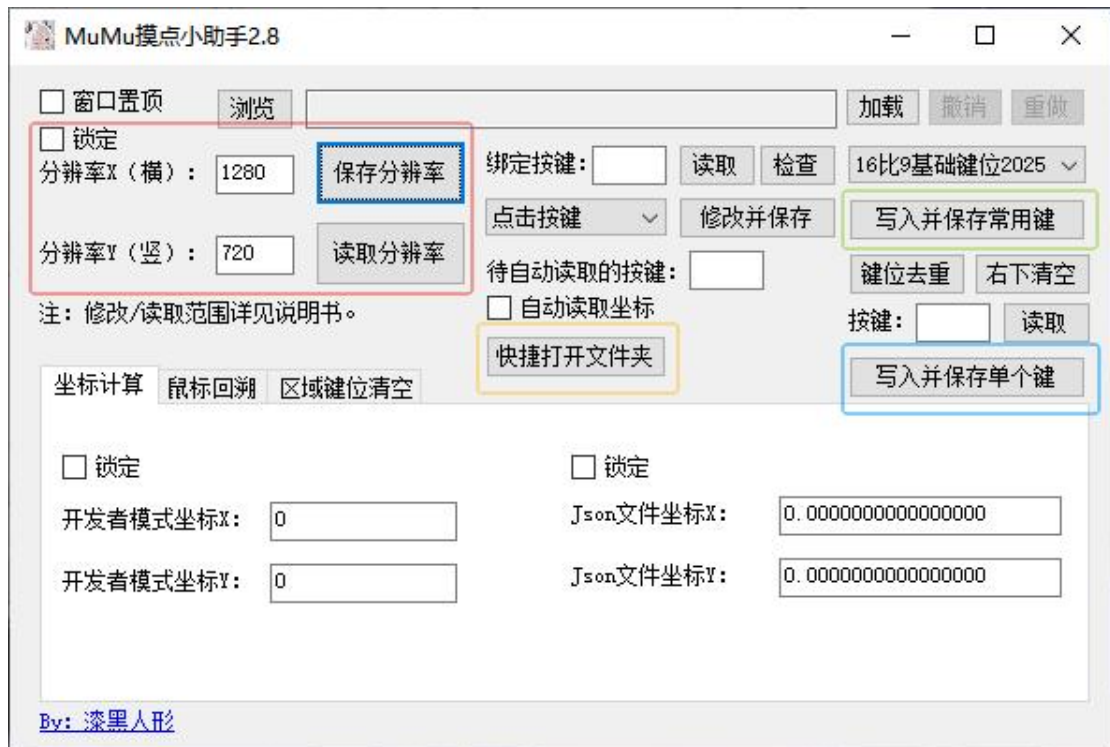 MuMu摸点小助手2.8
窗口置顶 浏览 加载 撤销 重做
锁定
分辨率X（横）: 1280 保存分辨率 绑定按键: 读取 检查 16比9基础键位2025
点击按键 修改并保存 写入并保存常用键
分辨率Y（竖）: 720 读取分辨率 待自动读取的按键: 键位去重 右下清空
注: 修改/读取范围详见说明书。 自动读取坐标 按键: 读取
快捷打开文件夹 写入并保存单个键
坐标计算 鼠标回溯 区域键位清空
锁定 锁定
开发者模式坐标X: 0 Json文件坐标X: 0.0000000000000000
开发者模式坐标Y: 0 Json文件坐标Y: 0.0000000000000000
By: 漆黑人形